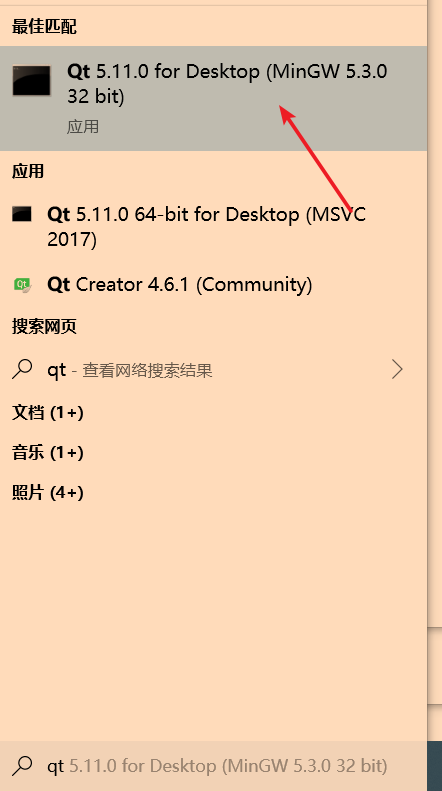 最佳匹配
Qt 5.11.0 for Desktop (MinGW 5.3.0
32 bit)
应用
应用
Qt 5.11.0 64-bit for Desktop (MSVC
2017)
Qt Qt Creator 4.6.1 (Community)
搜索网页
qt - 查看网络搜索结果
文档 (1+)
音乐 (1+)
照片 (4+)
qt 5.11.0 for Desktop (MinGW 5.3.0 32 bit)